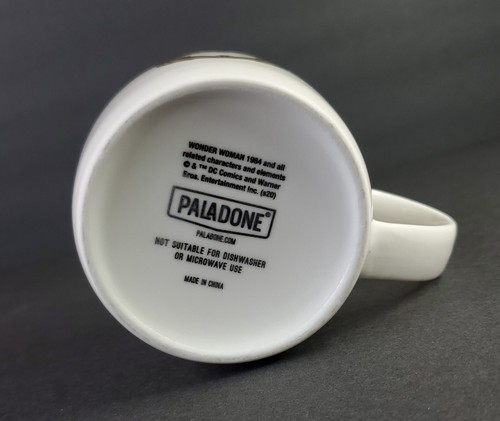 WONDER WOMAN 1984 and all
related characters and elements
© & ™ DC Comics and Warner
Bros. Entertainment Inc. (s20)
PALADONE®
PALADONE.COM
NOT SUITABLE FOR DISHWASHER
OR MICROWAVE USE
MADE IN CHINA